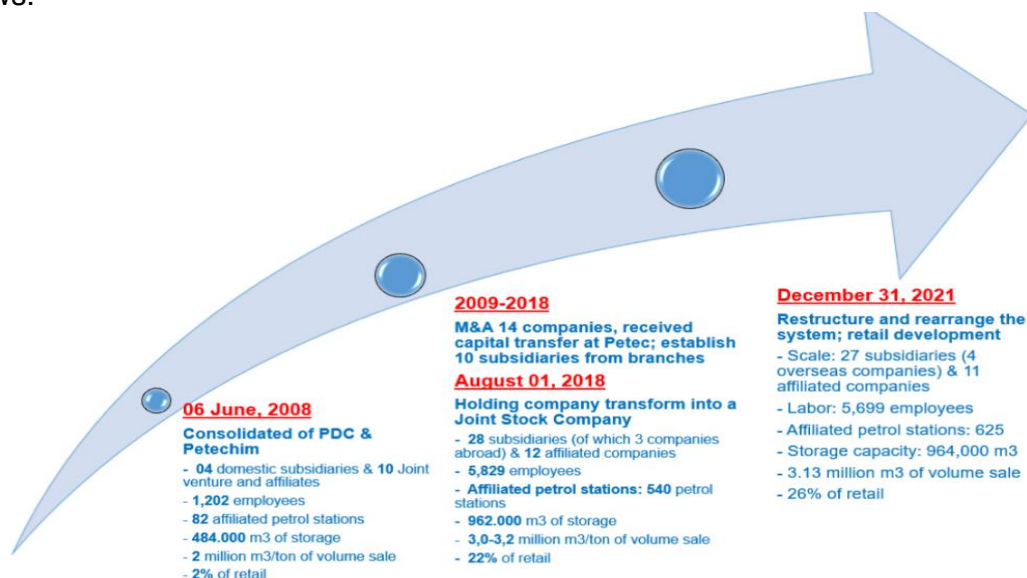 ws:
06 June, 2008
Consolidated of PDC &
Petechim
- 04 domestic subsidiaries & 10 Joint
venture and affiliates
- 1,202 employees
- 82 affiliated petrol stations
- 484.000 m3 of storage
- 2 million m3/ton of volume sale
- 2% of retail
2009-2018
M&A 14 companies, received
capital transfer at Petec; establish
10 subsidiaries from branches
August 01, 2018
Holding company transform into a
Joint Stock Company
- 28 subsidiaries (of which 3 companies
abroad) & 12 affiliated companies
- 5,829 employees
- Affiliated petrol stations: 540 petrol
stations
- 962.000 m3 of storage
- 3,0-3,2 million m3/ton of volume sale
- 22% of retail
December 31, 2021
Restructure and rearrange the
system; retail development
- Scale: 27 subsidiaries (4
overseas companies) & 11
affiliated companies
- Labor: 5,699 employees
- Affiliated petrol stations: 625
- Storage capacity: 964,000 m3
- 3.13 million m3 of volume sale
- 26% of retail